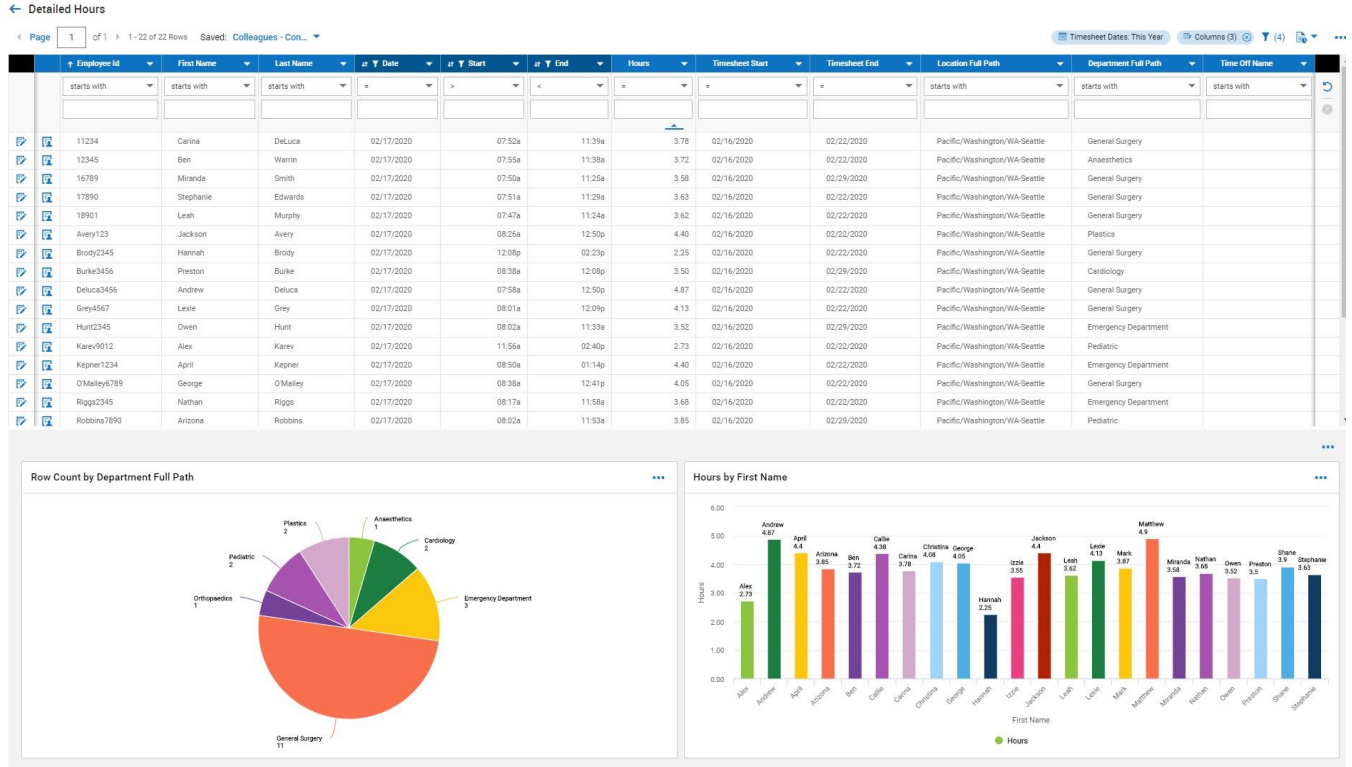 Detailed Hours
Page 1 of 1 1 - 22 of 22 Rows Saved: Colleagues - Con... Timesheet Dates: This Year Columns (3) (4)
Employee Id First Name Last Name Date Start End Hours Timesheet Start Timesheet End Location Full Path Department Full Path Time Off Name
starts with starts with starts with = > < = = = starts with starts with starts with
11234 Carina DeLuca 02/17/2020 07:52a 11:39a 3.78 02/16/2020 02/22/2020 Pacific/Washington/WA-Seattle General Surgery
12345 Ben Warrin 02/17/2020 07:55a 11:38a 3.72 02/16/2020 02/22/2020 Pacific/Washington/WA-Seattle Anaesthetics
16789 Miranda Smith 02/17/2020 07:50a 11:25a 3.58 02/16/2020 02/29/2020 Pacific/Washington/WA-Seattle General Surgery
17890 Stephanie Edwards 02/17/2020 07:51a 11:29a 3.63 02/16/2020 02/22/2020 Pacific/Washington/WA-Seattle General Surgery
18901 Leah Murphy 02/17/2020 07:47a 11:24a 3.62 02/16/2020 02/22/2020 Pacific/Washington/WA-Seattle General Surgery
Avery123 Jackson Avery 02/17/2020 08:26a 12:50p 4.40 02/16/2020 02/22/2020 Pacific/Washington/WA-Seattle Plastics
Brody2345 Hannah Brody 02/17/2020 12:08p 02:23p 2.25 02/16/2020 02/22/2020 Pacific/Washington/WA-Seattle General Surgery
Burke3456 Preston Burke 02/17/2020 08:38a 12:08p 3.50 02/16/2020 02/29/2020 Pacific/Washington/WA-Seattle Cardiology
Deluca3456 Andrew Deluca 02/17/2020 07:58a 12:50p 4.87 02/16/2020 02/22/2020 Pacific/Washington/WA-Seattle General Surgery
Grey4567 Lexie Grey 02/17/2020 08:01a 12:09p 4.13 02/16/2020 02/22/2020 Pacific/Washington/WA-Seattle General Surgery
Hunt2345 Owen Hunt 02/17/2020 08:02a 11:33a 3.52 02/16/2020 02/29/2020 Pacific/Washington/WA-Seattle Emergency Department
Karev9012 Alex Karev 02/17/2020 11:56a 02:40p 2.73 02/16/2020 02/22/2020 Pacific/Washington/WA-Seattle Pediatric
Kepner1234 April Kepner 02/17/2020 08:50a 01:14p 4.40 02/16/2020 02/22/2020 Pacific/Washington/WA-Seattle Emergency Department
O'Malley6789 George O'Malley 02/17/2020 08:38a 12:41p 4.05 02/16/2020 02/22/2020 Pacific/Washington/WA-Seattle General Surgery
Riggs2345 Nathan Riggs 02/17/2020 08:17a 11:58a 3.68 02/16/2020 02/22/2020 Pacific/Washington/WA-Seattle Emergency Department
Robbins7890 Arizona Robbins 02/17/2020 08:02a 11:53a 3.85 02/16/2020 02/29/2020 Pacific/Washington/WA-Seattle Pediatric
Row Count by Department Full Path
Anaesthetics
1
Cardiology
2
Emergency Department
3
General Surgery
11
Orthopaedics
1
Pediatric
2
Plastics
2
Hours by First Name
Hours
6.00
5.00
4.00
3.00
2.00
1.00
0.00
Alex
2.73
Andrew
4.87
April
4.4
Arizona
3.85
Ben
3.72
Callie
4.38
Carina
3.78
Christina
4.08
George
4.05
Hannah
2.25
Izzie
3.55
Jackson
4.4
Leah
3.62
Lexie
4.13
Mark
3.87
Matthew
4.9
Miranda
3.58
Nathan
3.68
Owen
3.52
Preston
3.5
Shane
3.9
Stephanie
3.63
Alex Andrew April Arizona Ben Callie Carina Christina George Hannah Izzie Jackson Leah Lexie Mark Matthew Miranda Nathan Owen Preston Shane Stephanie
First Name
Hours